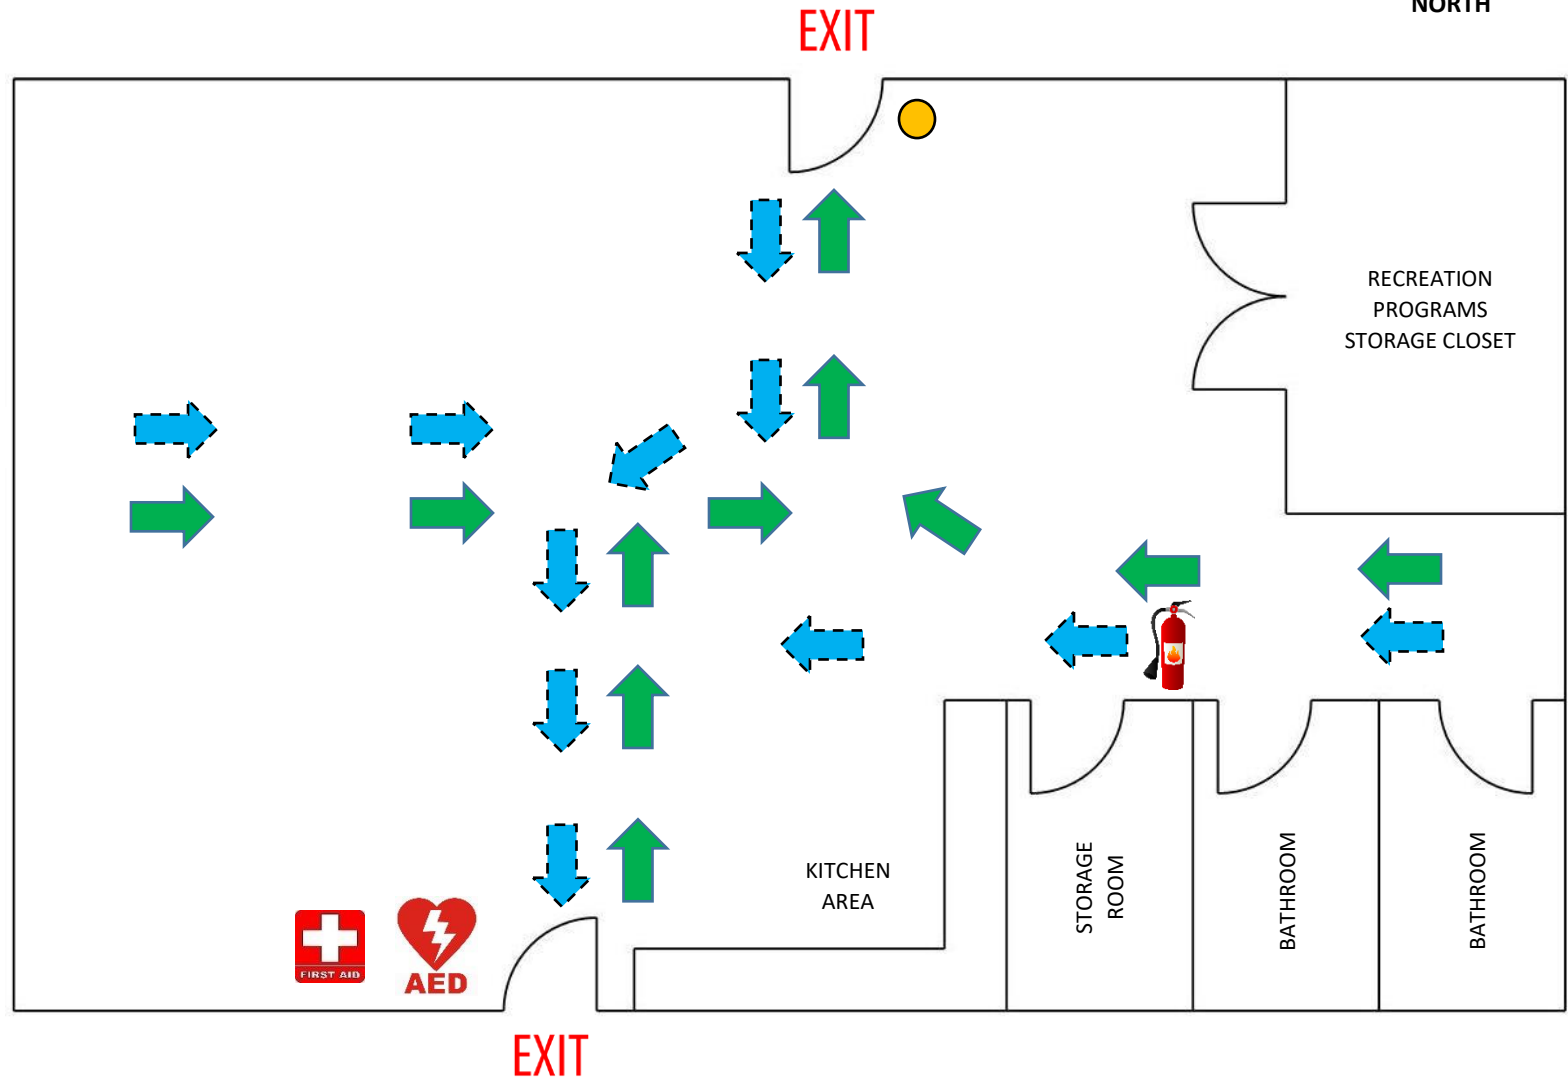 NORTH
EXIT
RECREATION
PROGRAMS
STORAGE CLOSET
KITCHEN
AREA
STORAGE
ROOM
BATHROOM
BATHROOM
FIRST AID
AED
EXIT